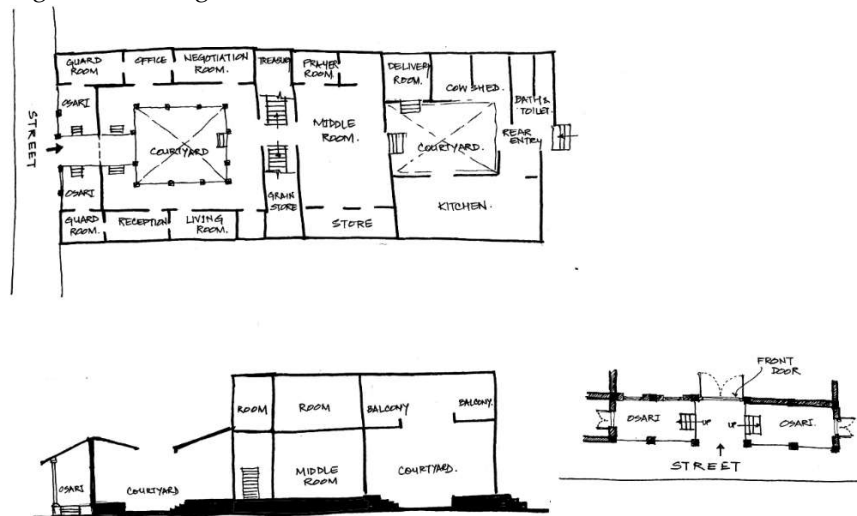 GUARD
ROOM
OFFICE
NEGOTIATION
ROOM.
TREASURY
PRAYER
ROOM.
DELIVERY
ROOM.
COW SHED.
BATH &
TOILET.
OSARI
STREET
COURTYARD
MIDDLE
ROOM.
COURTYARD.
REAR
ENTRY
OSARI
GRAIN
STORE
KITCHEN.
GUARD
ROOM.
RECEPTION
LIVING
ROOM.
STORE
ROOM
ROOM
BALCONY
BALCONY.
OSARI
COURTYARD
MIDDLE
ROOM
COURTYARD.
FRONT
DOOR
OSARI
UP
UP
OSARI.
STREET